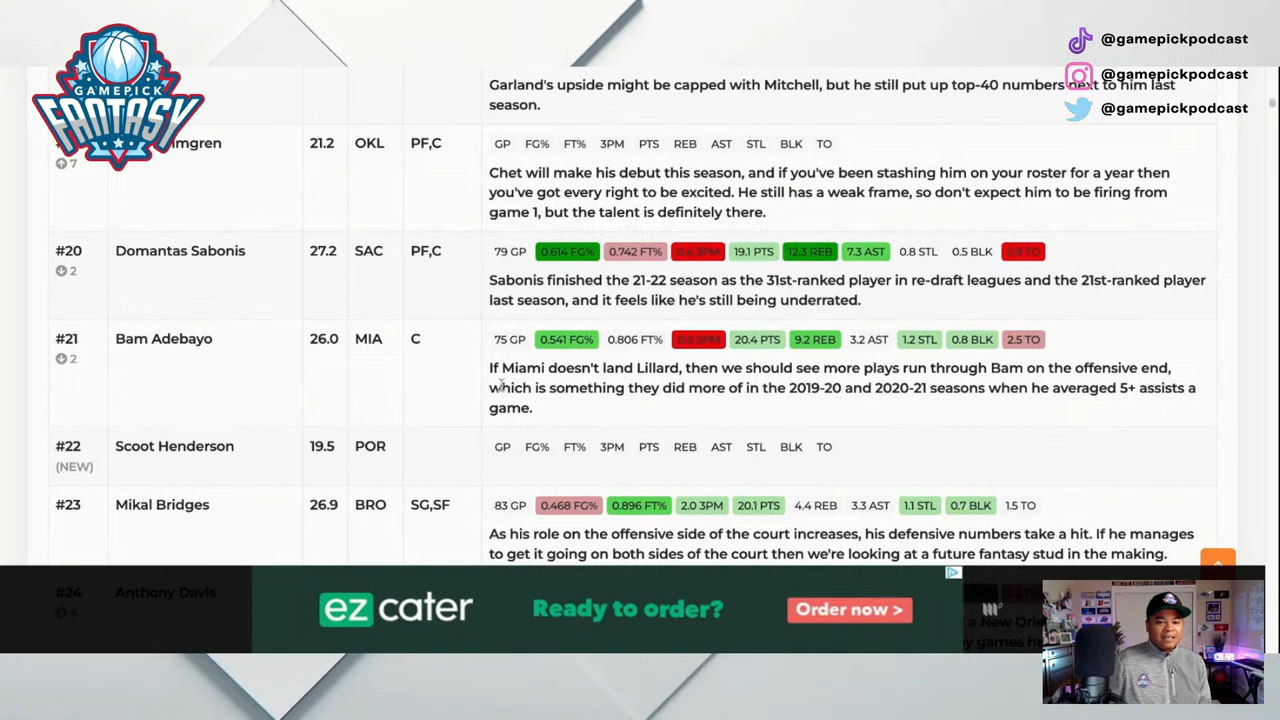 GAMEPICK
FANTASY
@gamepickpodcast
@gamepickpodcast
@gamepickpodcast
Garland's upside might be capped with Mitchell, but he still put up top-40 numbers next to him last
season.
lmgren 21.2 OKL PF,C GP FG% FT% 3PM PTS REB AST STL BLK TO
7
Chet will make his debut this season, and if you've been stashing him on your roster for a year then
you've got every right to be excited. He still has a weak frame, so don't expect him to be firing from
game 1, but the talent is definitely there.
#20 Domantas Sabonis 27.2 SAC PF,C 79 GP 0.614 FG% 0.742 FT% 19.1 PTS 12.3 REB 7.3 AST 0.8 STL 0.5 BLK
2
Sabonis finished the 21-22 season as the 31st-ranked player in re-draft leagues and the 21st-ranked player
last season, and it feels like he's still being underrated.
#21 Bam Adebayo 26.0 MIA C 75 GP 0.541 FG% 0.806 FT% 20.4 PTS 9.2 REB 3.2 AST 1.2 STL 0.8 BLK 2.5 TO
2
If Miami doesn't land Lillard, then we should see more plays run through Bam on the offensive end,
which is something they did more of in the 2019-20 and 2020-21 seasons when he averaged 5+ assists a
game.
#22 Scoot Henderson 19.5 POR GP FG% FT% 3PM PTS REB AST STL BLK TO
(NEW)
#23 Mikal Bridges 26.9 BRO SG,SF 83 GP 0.468 FG% 0.896 FT% 2.0 3PM 20.1 PTS 4.4 REB 3.3 AST 1.1 STL 0.7 BLK 1.5 TO
As his role on the offensive side of the court increases, his defensive numbers take a hit. If he manages
to get it going on both sides of the court then we're looking at a future fantasy stud in the making.
#24 Anthony Davis
4
a New Orle
y games he
ez cater Ready to order? Order now >